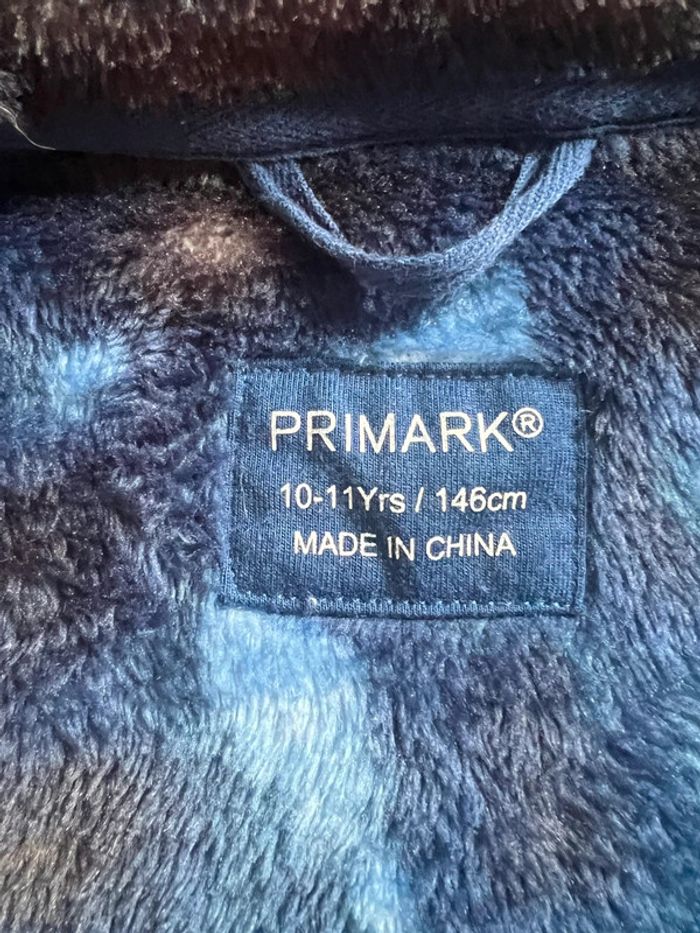 PRIMARK®
10-11Yrs / 146cm
MADE IN CHINA